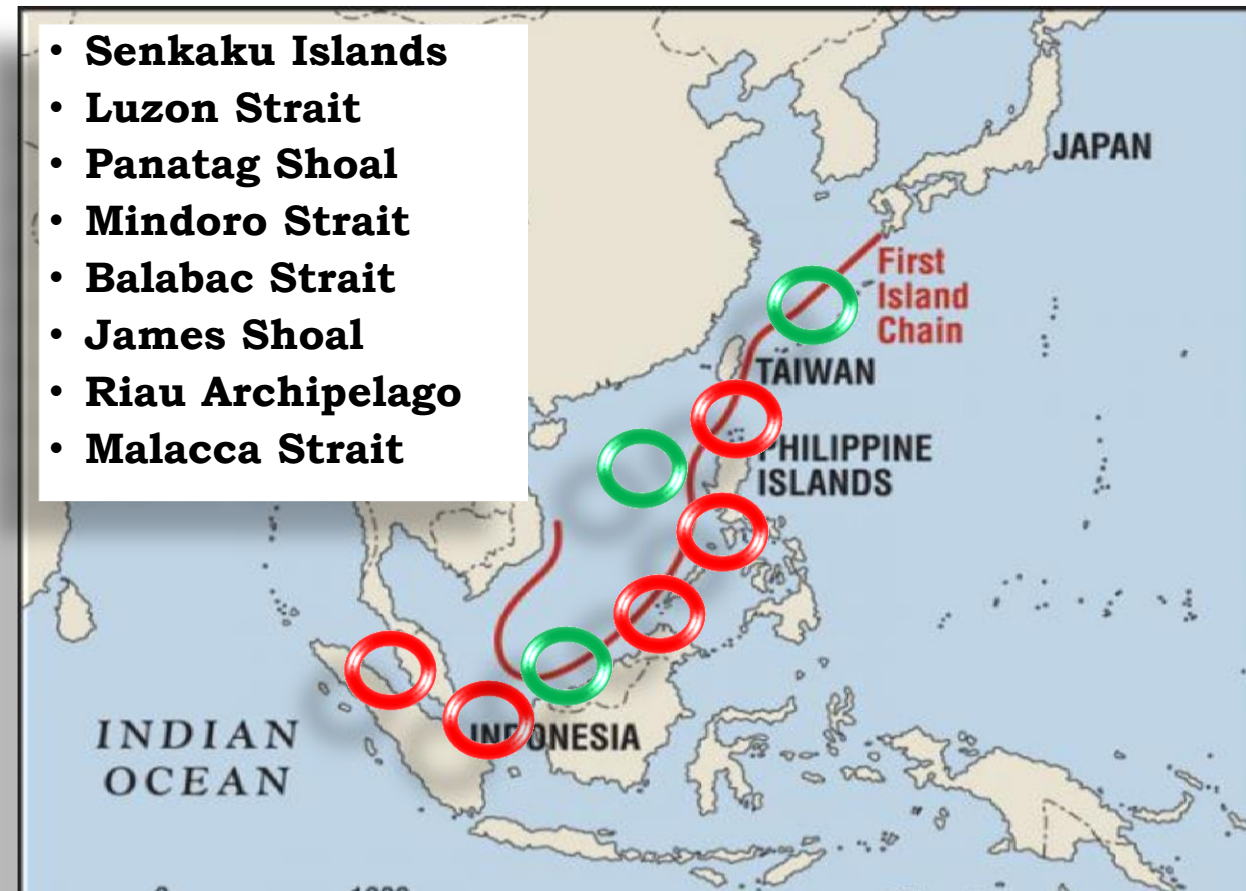 • Senkaku Islands
• Luzon Strait
• Panatag Shoal
• Mindoro Strait
• Balabac Strait
• James Shoal
• Riau Archipelago
• Malacca Strait
JAPAN
First
Island
Chain
TAIWAN
PHILIPPINE
ISLANDS
INDIAN
OCEAN
INDONESIA